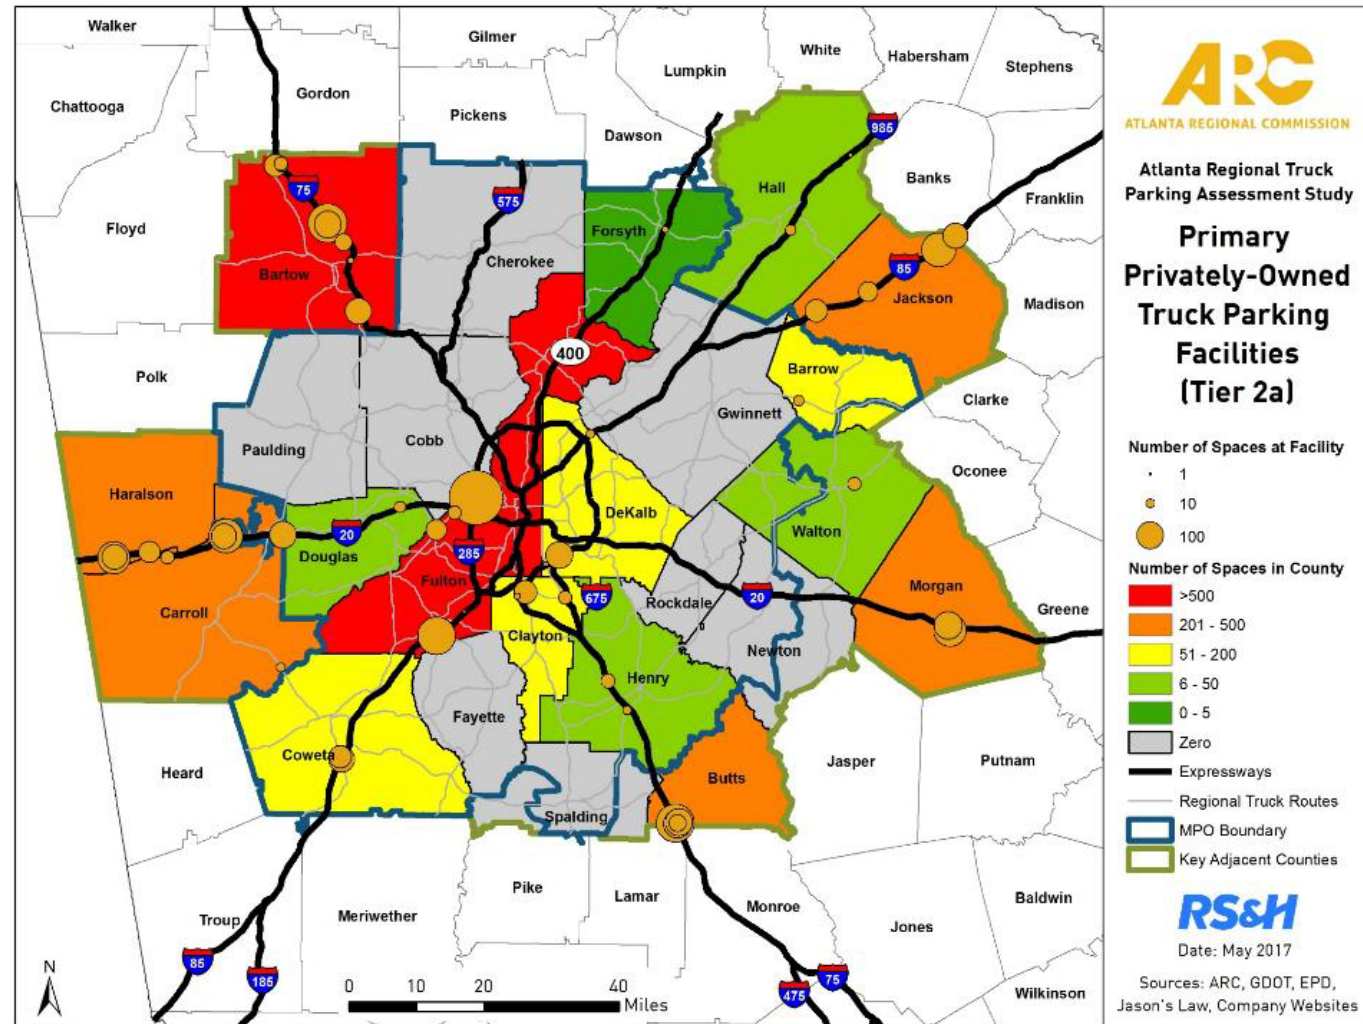 Walker
Gilmer
White
Habersham
Stephens
Lumpkin
Chattooga
Gordon
Pickens
Dawson
985
Banks
Franklin
75
575
Hall
Floyd
Forsyth
Cherokee
Bartow
85
Jackson
Madison
400
Polk
Barrow
Clarke
Gwinnett
Paulding
Cobb
Oconee
Haralson
DeKalb
Walton
20
Douglas
285
Fulton
Morgan
675
20
Rockdale
Carroll
Greene
Clayton
Newton
Henry
Fayette
Heard
Coweta
Butts
Jasper
Putnam
Spalding
Pike
Lamar
Baldwin
Troup
Meriwether
Monroe
Jones
85
185
75
475
Wilkinson
N
0 10 20 40
Miles
ARC
ATLANTA REGIONAL COMMISSION
Atlanta Regional Truck
Parking Assessment Study
Primary
Privately-Owned
Truck Parking
Facilities
(Tier 2a)
Number of Spaces at Facility
1
10
100
Number of Spaces in County
>500
201 - 500
51 - 200
6 - 50
0 - 5
Zero
Expressways
Regional Truck Routes
MPO Boundary
Key Adjacent Counties
RS&H
Date: May 2017
Sources: ARC, GDOT, EPD,
Jason's Law, Company Websites